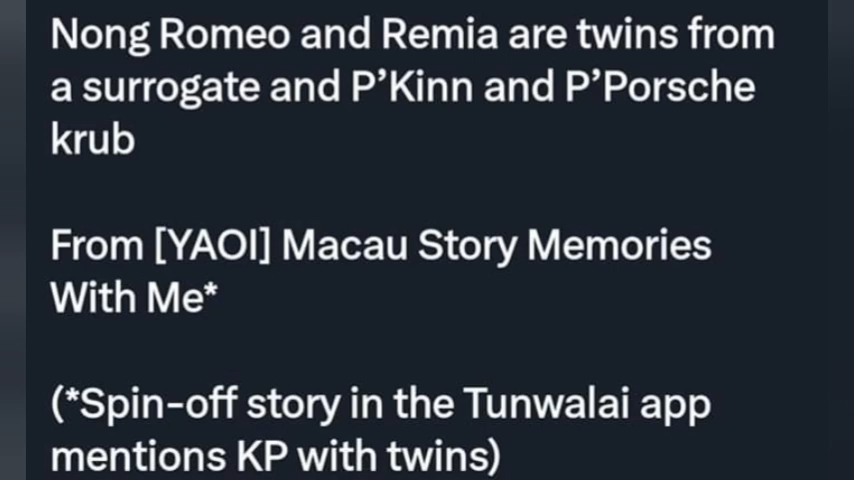 Nong Romeo and Remia are twins from
a surrogate and P’Kinn and P’Porsche
krub
From [YAOI] Macau Story Memories
With Me*
(*Spin-off story in the Tunwalai app
mentions KP with twins)